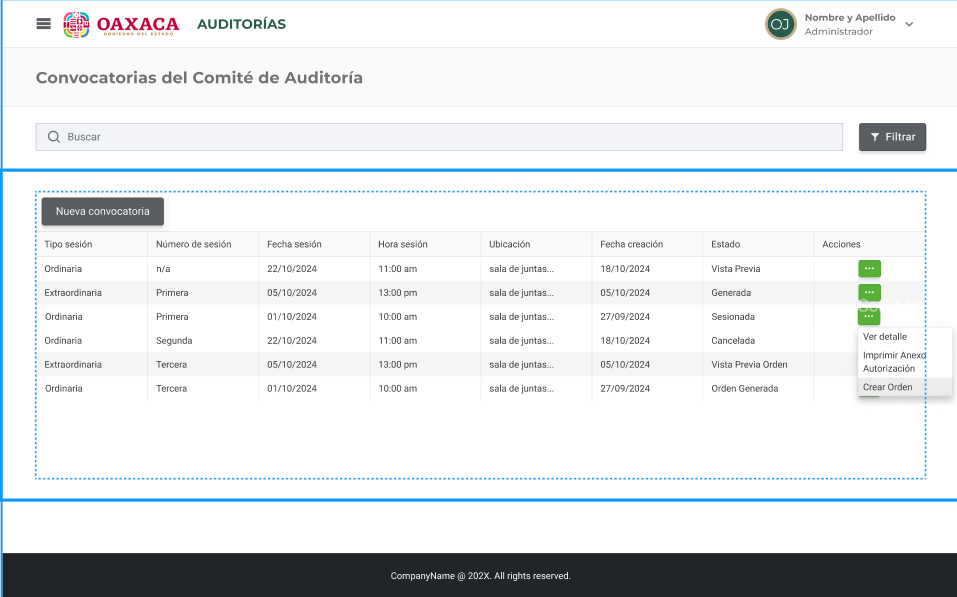 OAXACA
GOBIERNO DEL ESTADO
AUDITORÍAS
OJ
Nombre y Apellido
Administrador
Convocatorias del Comité de Auditoría
Buscar
Filtrar
Nueva convocatoria
Tipo sesión Número de sesión Fecha sesión Hora sesión Ubicación Fecha creación Estado Acciones
Ordinaria n/a 22/10/2024 11:00 am sala de juntas... 18/10/2024 Vista Previa ...
Extraordinaria Primera 05/10/2024 13:00 pm sala de juntas... 05/10/2024 Generada ...
Ordinaria Primera 01/10/2024 10:00 am sala de juntas... 27/09/2024 Sesionada ...
Ordinaria Segunda 22/10/2024 11:00 am sala de juntas... 18/10/2024 Cancelada
Extraordinaria Tercera 05/10/2024 13:00 pm sala de juntas... 05/10/2024 Vista Previa Orden
Ordinaria Tercera 01/10/2024 10:00 am sala de juntas... 27/09/2024 Orden Generada
Ver detalle
Imprimir Anexo
Autorización
Crear Orden
CompanyName @ 202X. All rights reserved.